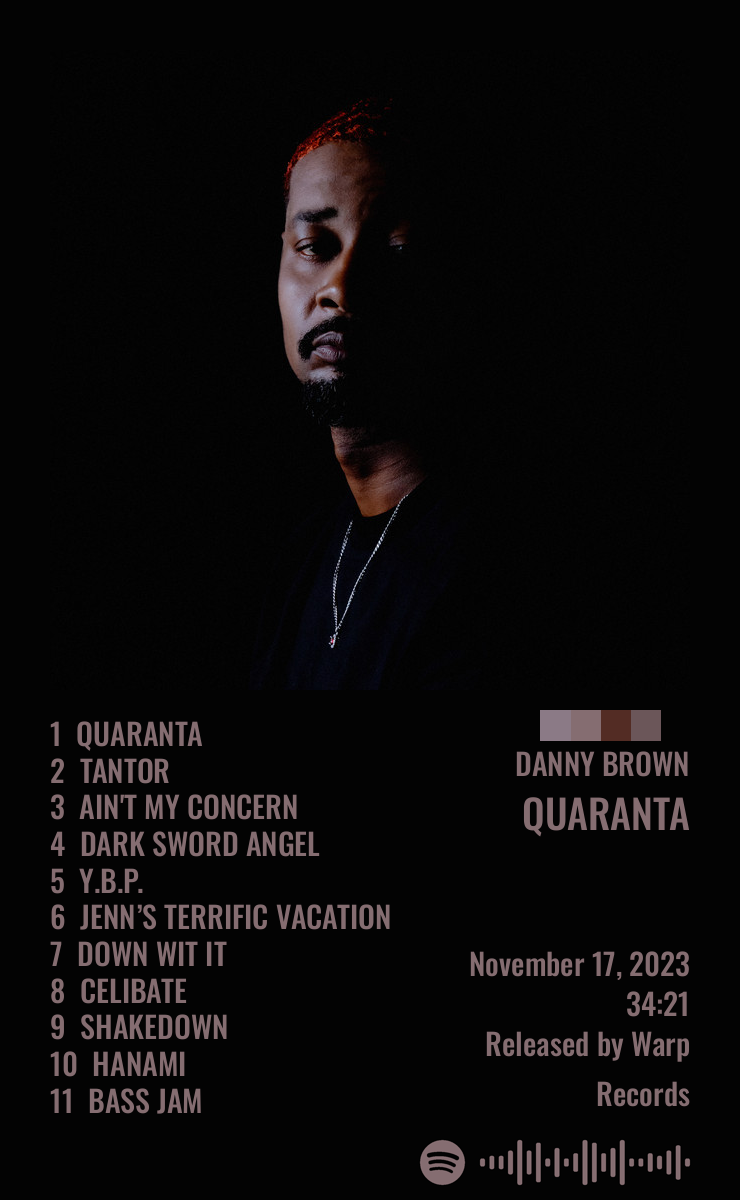 1 QUARANTA
2 TANTOR
3 AIN'T MY CONCERN
4 DARK SWORD ANGEL
5 Y.B.P.
6 JENN’S TERRIFIC VACATION
7 DOWN WIT IT
8 CELIBATE
9 SHAKEDOWN
10 HANAMI
11 BASS JAM
DANNY BROWN
QUARANTA
November 17, 2023
34:21
Released by Warp
Records